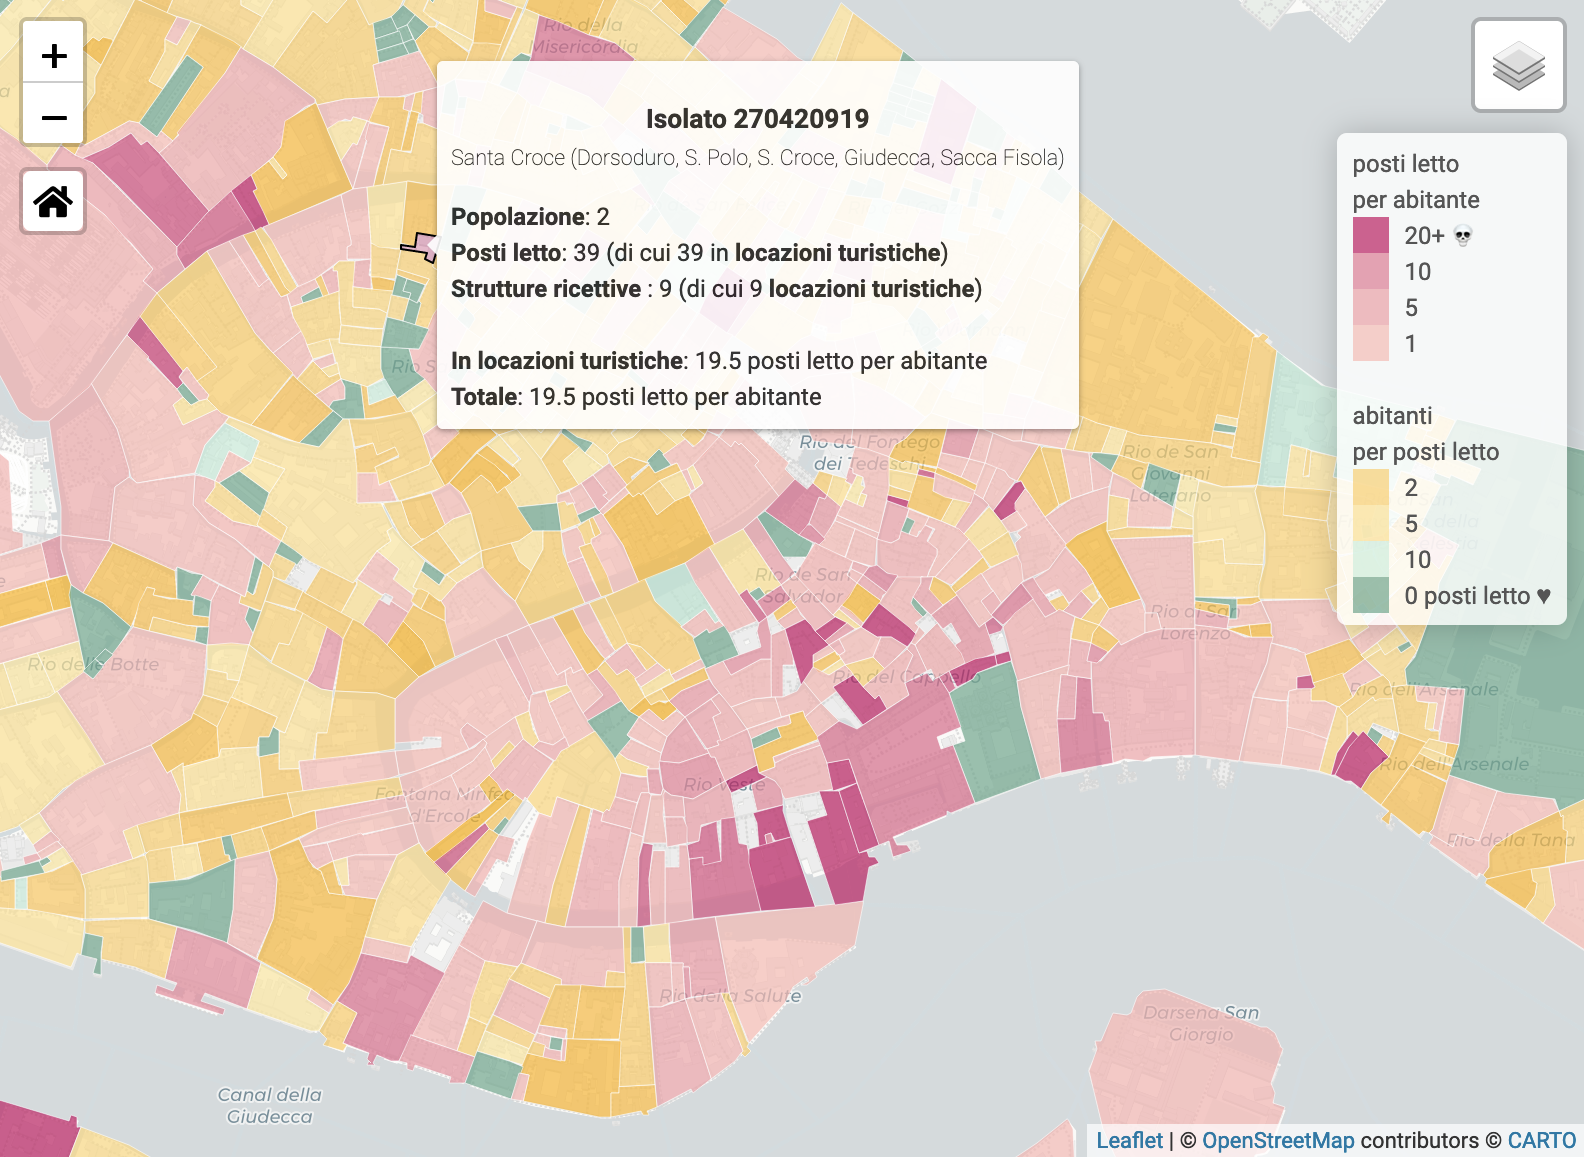 +
−
Rio della
Misericòrdia
Isolato 270420919
Santa Croce (Dorsoduro, S. Polo, S. Croce, Giudecca, Sacca Fisola)
Popolazione: 2
Posti letto: 39 (di cui 39 in locazioni turistiche)
Strutture ricettive : 9 (di cui 9 locazioni turistiche)
In locazioni turistiche: 19.5 posti letto per abitante
Totale: 19.5 posti letto per abitante
posti letto
per abitante
20+ 💀
10
5
1
abitanti
per posti letto
2
5
10
0 posti letto ♥
Rio S
Rio del Fontego
dei Tedeschi
Rio de San
Giovanni
Laterano
Rio de San
Salvador
Rio di San
Lorenzo
Rio delle Botte
Rio del Cappello
Rio dell'Arsenale
Rio dell'Arsenale
Rio Veste
Fontana Ninfeo
d'Ercole
Rio della Tana
Rio della Salute
Darsena San
Giorgio
Canal della
Giudecca
Leaflet | © OpenStreetMap contributors © CARTO